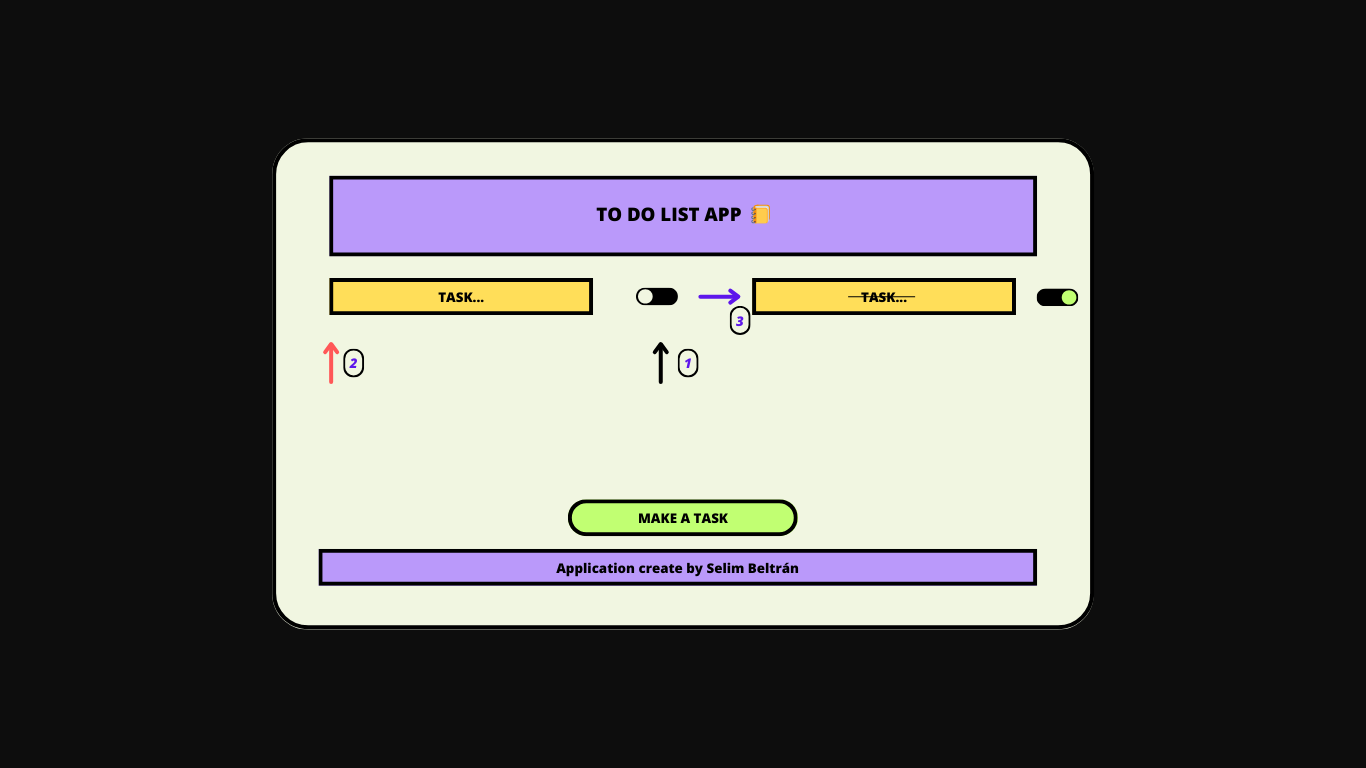 TO DO LIST APP 📒
TASK...
TASK...
3
2
1
MAKE A TASK
Application create by Selim Beltrán